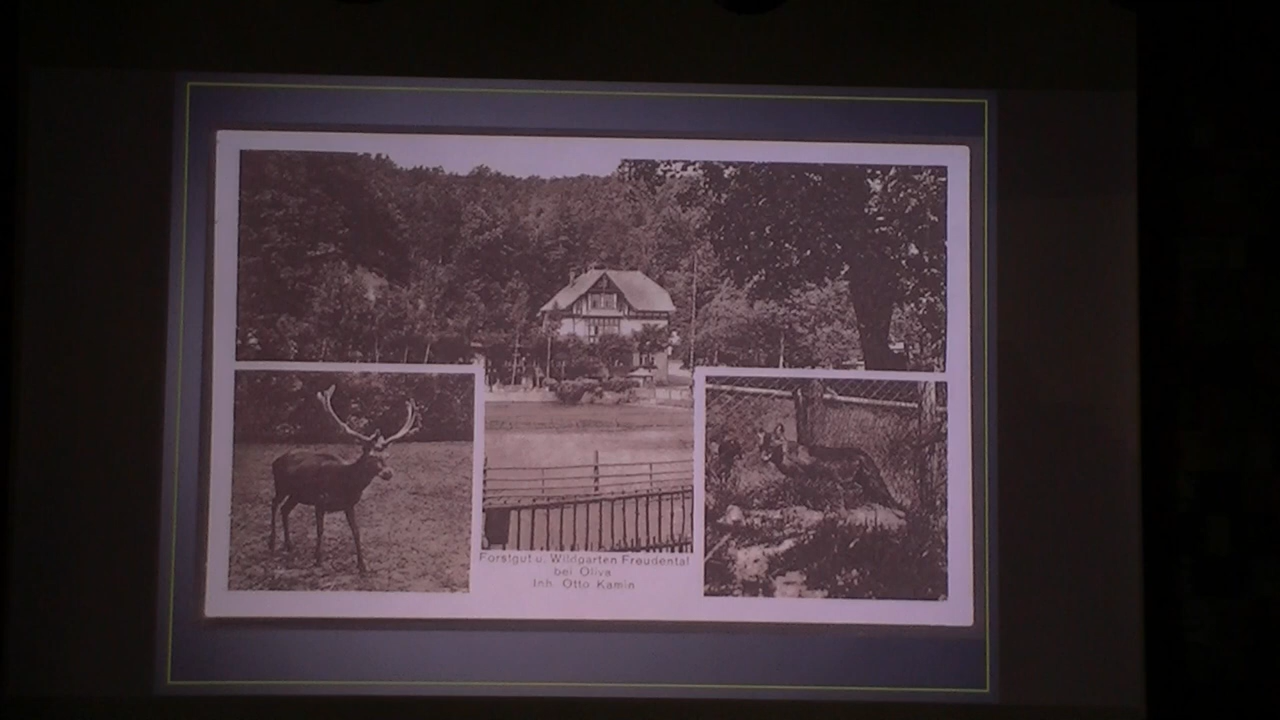 Forstgut u. Wildgarten Freudental
bei Oliva
Inh. Otto Kamin